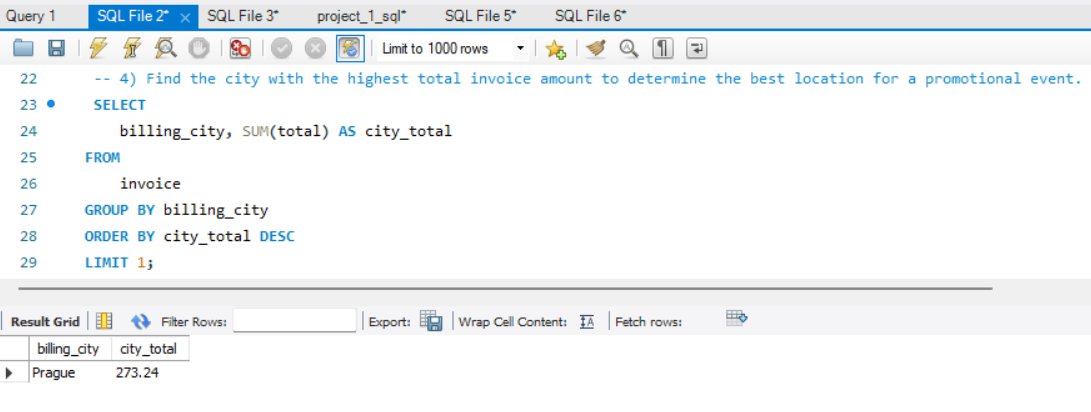 Query 1 SQL File 2* SQL File 3* project_1_sql* SQL File 5* SQL File 6*
Limit to 1000 rows
22 -- 4) Find the city with the highest total invoice amount to determine the best location for a promotional event.
23 SELECT
24 billing_city, SUM(total) AS city_total
25 FROM
26 invoice
27 GROUP BY billing_city
28 ORDER BY city_total DESC
29 LIMIT 1;
Result Grid Filter Rows: Export: Wrap Cell Content: IA Fetch rows:
billing_city city_total
Prague 273.24